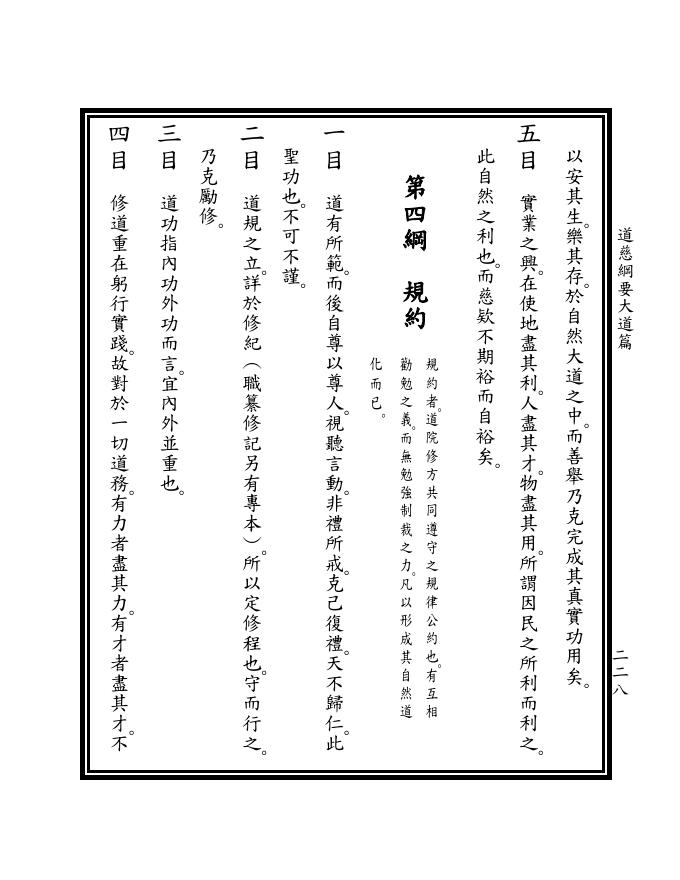 道慈綱要大道篇
二二八
以安其生。樂其存。於自然大道之中。而善舉乃克完成其真實功用矣。
五目　實業之興。在使地盡其利。人盡其才。物盡其用。所謂因民之所利而利之。
此自然之利也。而慈欵不期裕而自裕矣。
第四綱　規約
規約者。道院修方共同遵守之規律公約也。有互相
勸勉之義。而無勉強制裁之力。凡以形成其自然道
化而已。
一目　道有所範。而後自尊以尊人。視聽言動。非禮所戒。克己復禮。天不歸仁。此
聖功也。不可不謹。
二目　道規之立。詳於修紀（職纂修記另有專本）。所以定修程也。守而行之。
乃克勵修。
三目　道功指內功外功而言。宜內外並重也。
四目　修道重在躬行實踐。故對於一切道務。有力者盡其力。有才者盡其才。不